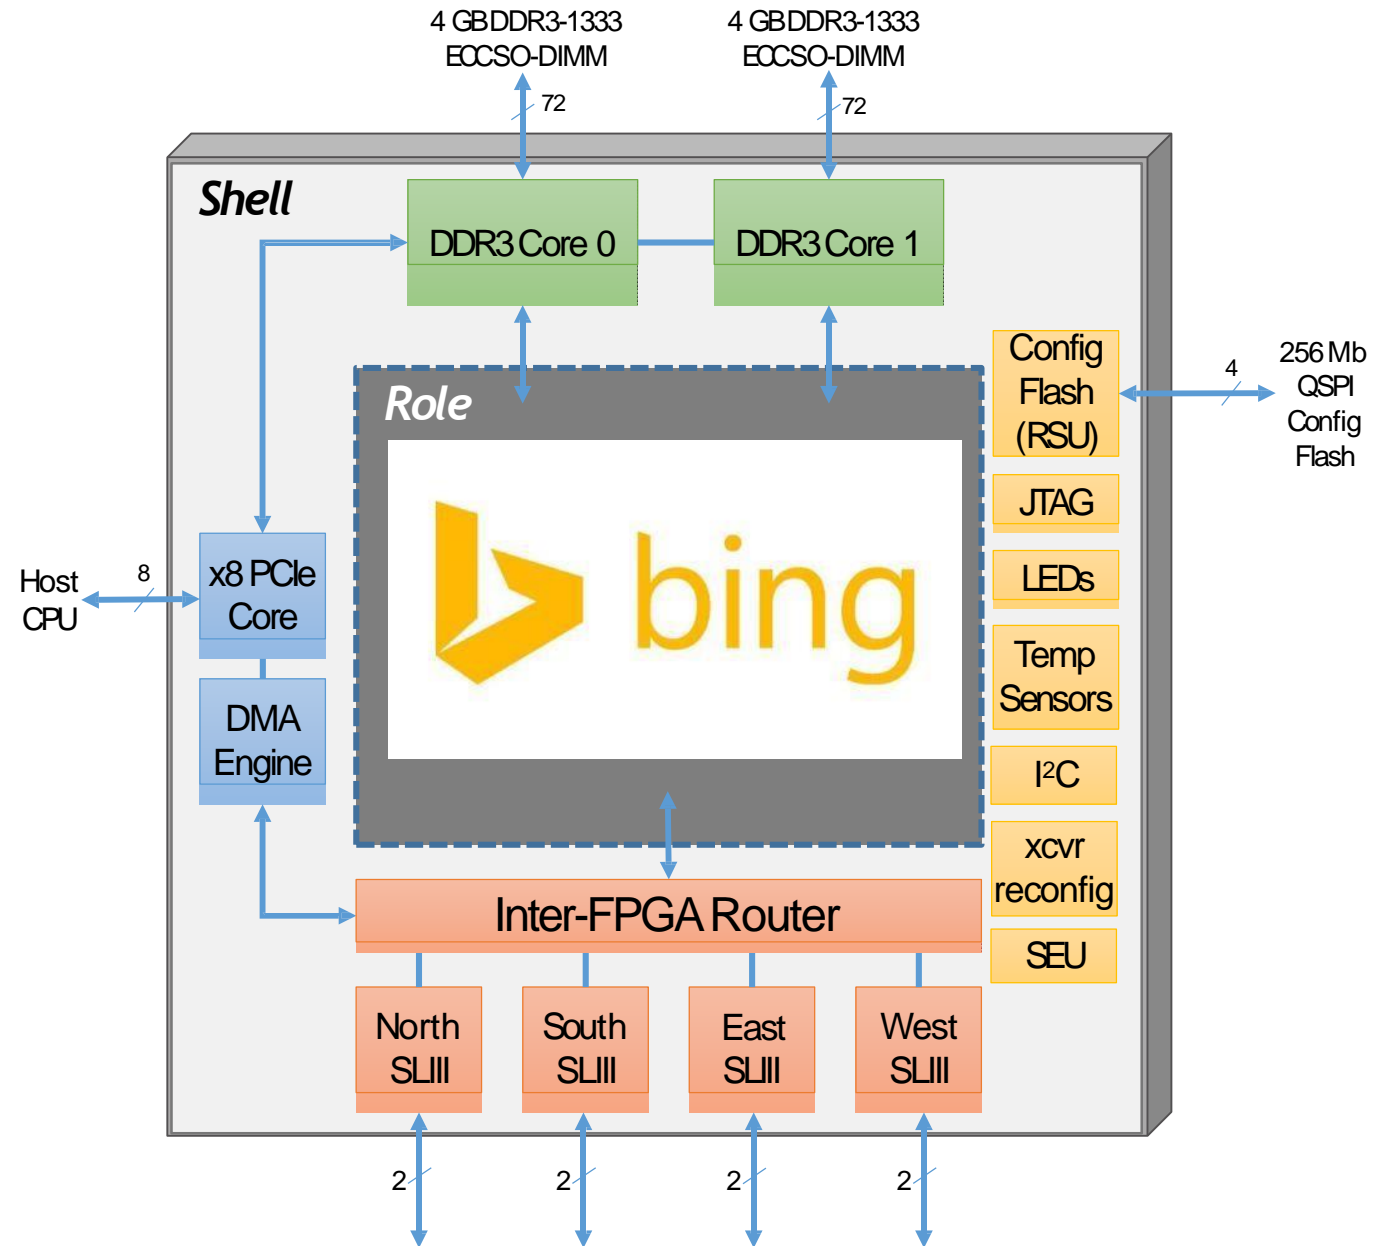 4 GB DDR3-1333
ECC SO-DIMM
4 GB DDR3-1333
ECC SO-DIMM
72
72
Shell
DDR3 Core 0
DDR3 Core 1
Role
bing
Config
Flash
(RSU)
4
256 Mb
QSPI
Config
Flash
JTAG
LEDs
Host
CPU
8
x8 PCIe
Core
Temp
Sensors
DMA
Engine
I²C
xcvr
reconfig
Inter-FPGA Router
SEU
North
SLIII
South
SLIII
East
SLIII
West
SLIII
2
2
2
2